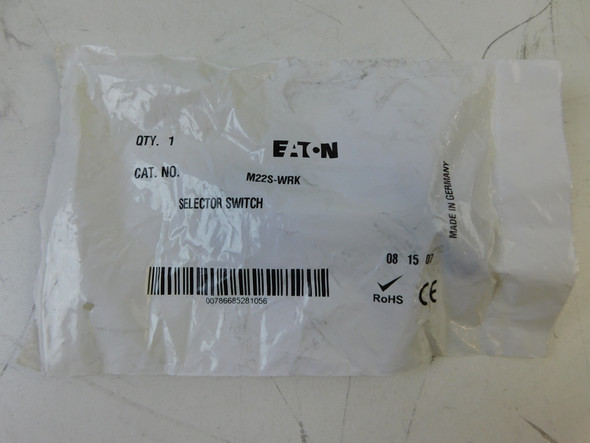 QTY. 1
EATON
CAT. NO.
M22S-WRK
SELECTOR SWITCH
MADE IN GERMANY
08 15 07
00786685281056
RoHS
CE